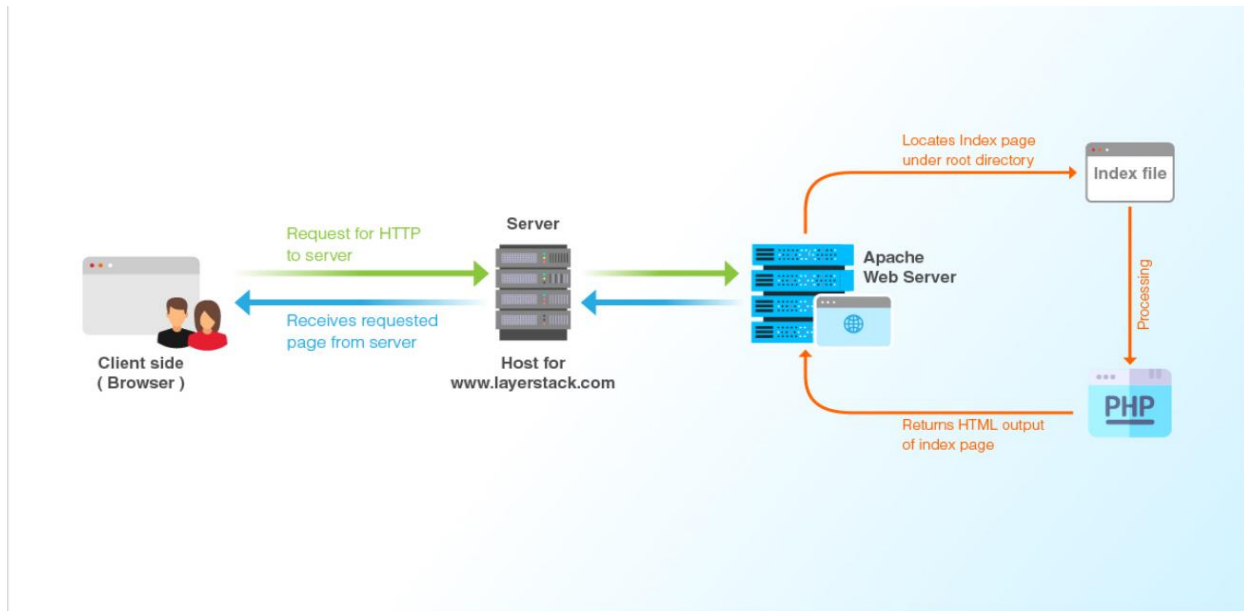 Locates Index page
under root directory
Index file
Server
Request for HTTP
to server
Apache
Web Server
Processing
Receives requested
page from server
Client side
( Browser )
Host for
www.layerstack.com
PHP
Returns HTML output
of index page